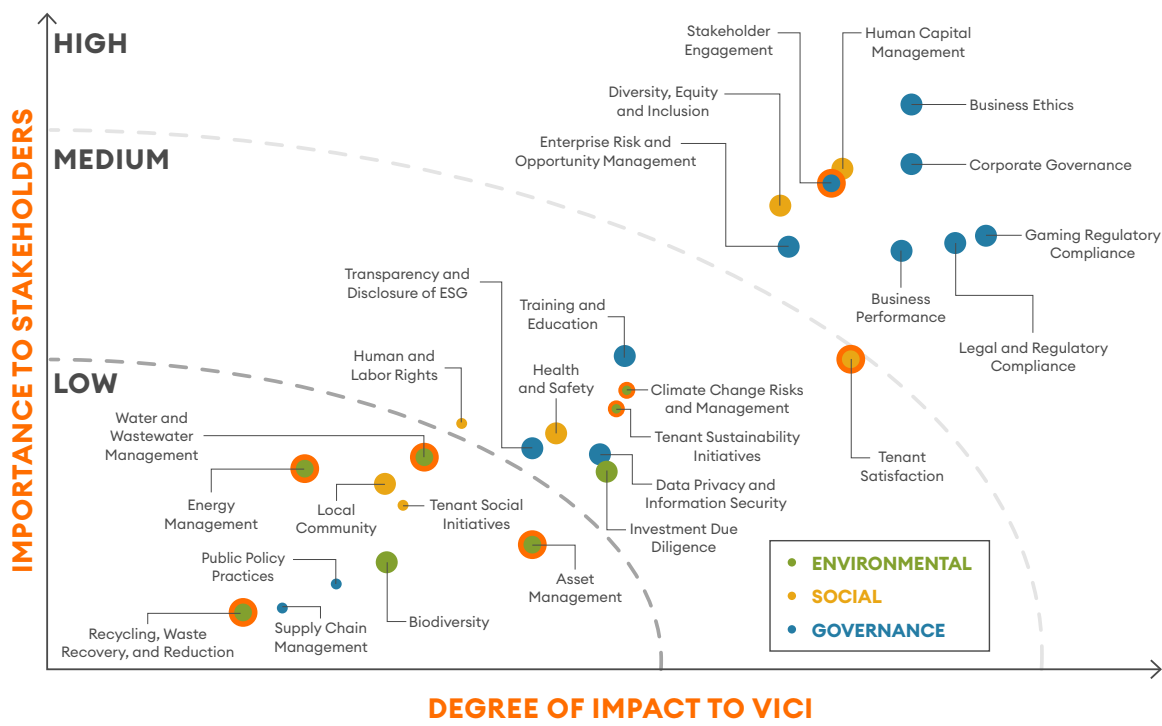 HIGH
Stakeholder
Engagement
Human Capital
Management
Diversity, Equity
and Inclusion
Business Ethics
Enterprise Risk and
Opportunity Management
MEDIUM
Corporate Governance
Gaming Regulatory
Compliance
Transparency and
Disclosure of ESG
Training and
Education
Business
Performance
Legal and Regulatory
Compliance
Human and
Labor Rights
LOW
Health
and Safety
Climate Change Risks
and Management
Water and
Wastewater
Management
Tenant Sustainability
Initiatives
Tenant
Satisfaction
Energy
Management
Local
Community
Tenant Social
Initiatives
Data Privacy and
Information Security
Investment Due
Diligence
Public Policy
Practices
Asset
Management
Biodiversity
Recycling, Waste
Recovery, and Reduction
Supply Chain
Management
ENVIRONMENTAL
SOCIAL
GOVERNANCE
IMPORTANCE TO STAKEHOLDERS
DEGREE OF IMPACT TO VICI